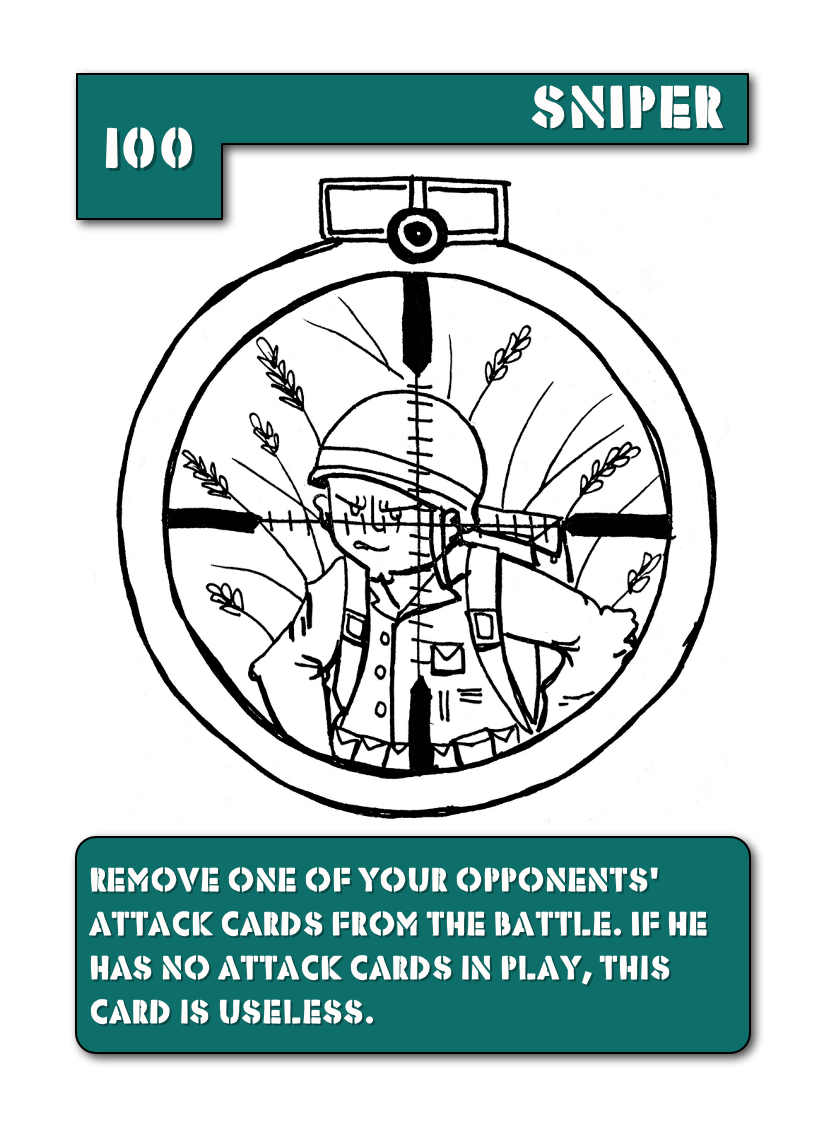 SNIPER
100
REMOVE ONE OF YOUR OPPONENTS'
ATTACK CARDS FROM THE BATTLE. IF HE
HAS NO ATTACK CARDS IN PLAY, THIS
CARD IS USELESS.